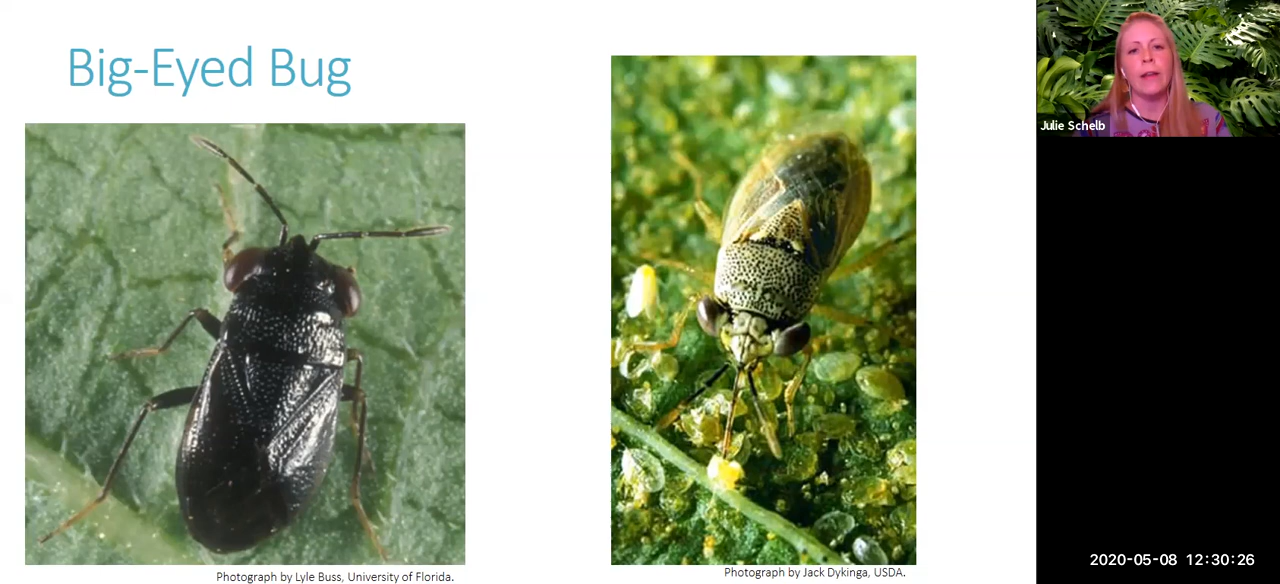 Big-Eyed Bug
Julie Schelb
Photograph by Lyle Buss, University of Florida.
Photograph by Jack Dykinga, USDA.
2020-05-08 12:30:26